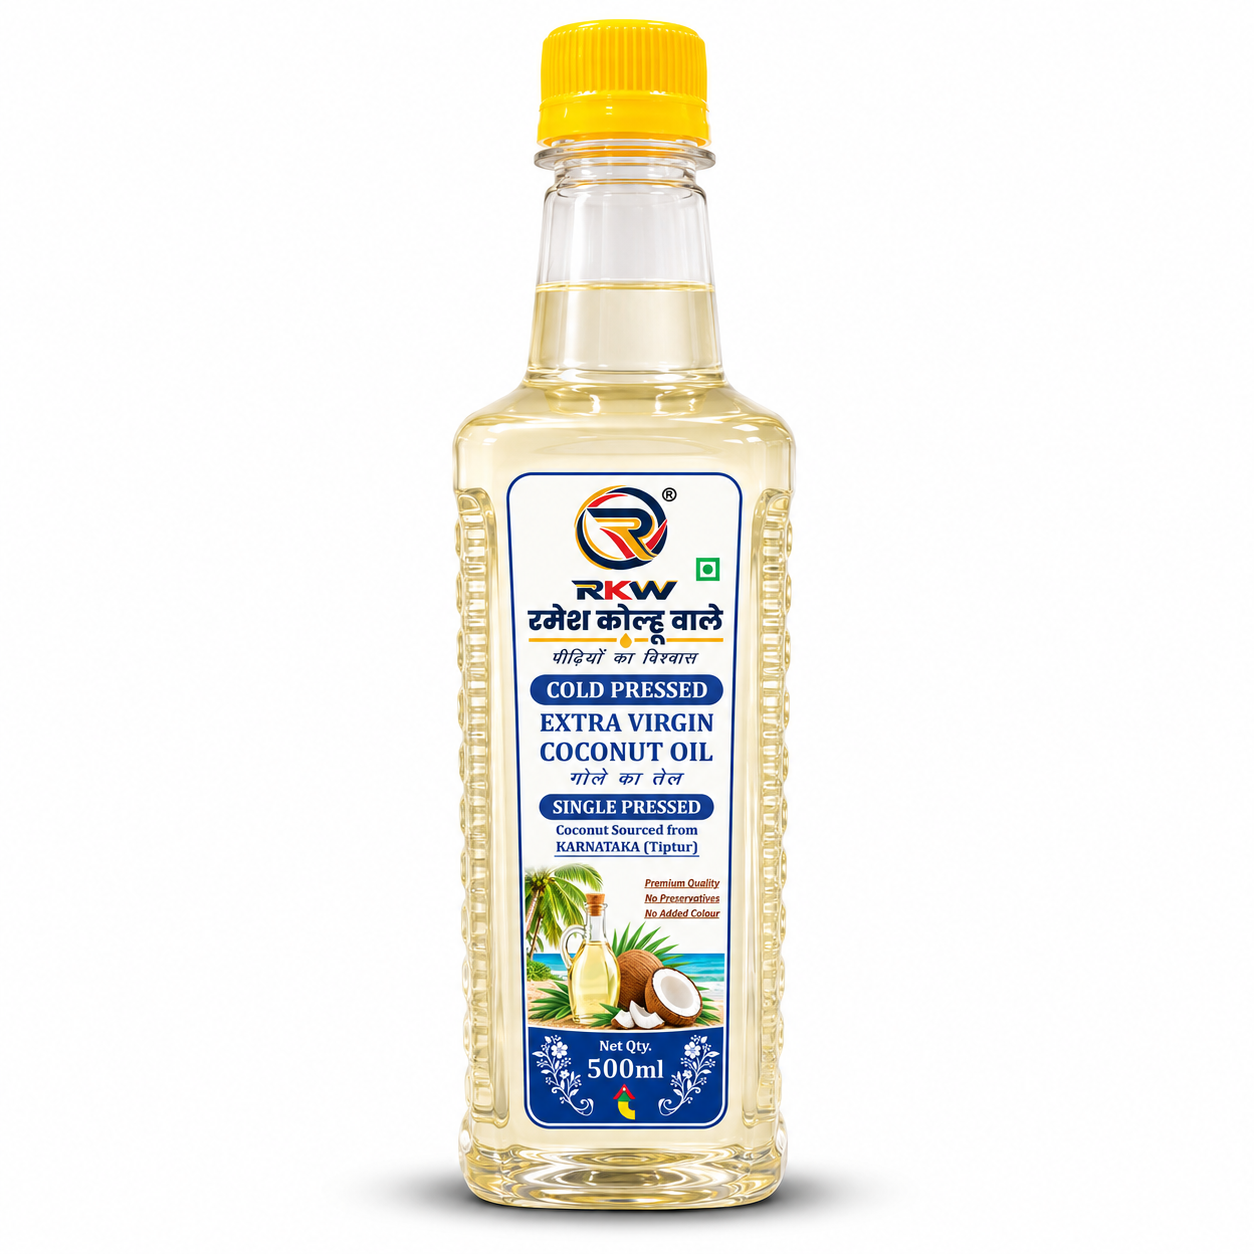 ®
RKW
रमेश कोल्हू वाले
पीढ़ियों का विश्वास
COLD PRESSED
EXTRA VIRGIN
COCONUT OIL
गोले का तेल
SINGLE PRESSED
Coconut Sourced from
KARNATAKA (Tiptur)
Premium Quality
No Preservatives
No Added Colour
Net Qty.
500ml